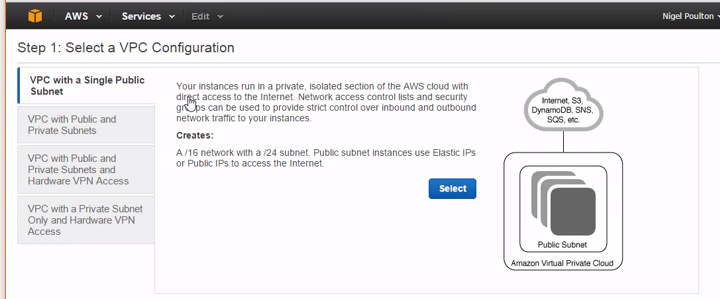 AWS Services Edit Nigel Poulton
Step 1: Select a VPC Configuration
VPC with a Single Public
Subnet
VPC with Public and
Private Subnets
VPC with Public and
Private Subnets and
Hardware VPN Access
VPC with a Private Subnet
Only and Hardware VPN
Access
Your instances run in a private, isolated section of the AWS cloud with
direct access to the Internet. Network access control lists and security
groups can be used to provide strict control over inbound and outbound
network traffic to your instances.
Creates:
A /16 network with a /24 subnet. Public subnet instances use Elastic IPs
or Public IPs to access the Internet.
Select
Internet, S3,
DynamoDB, SNS,
SQS, etc.
Public Subnet
Amazon Virtual Private Cloud